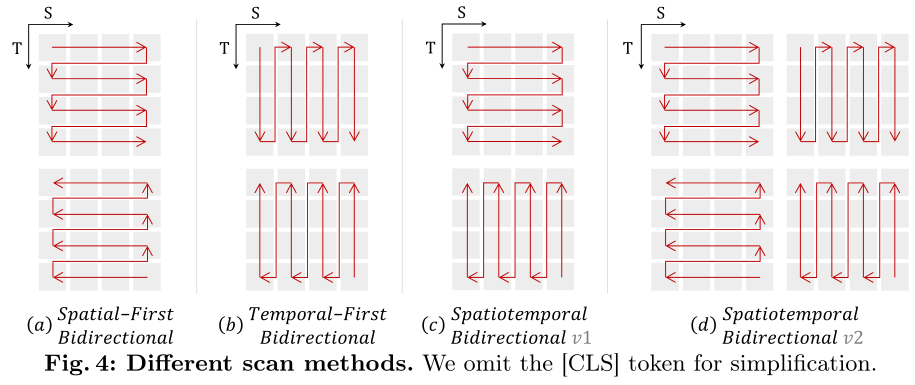 S
T
S
T
S
T
S
T
(a) Spatial–First
Bidirectional
(b) Temporal–First
Bidirectional
(c) Spatiotemporal
Bidirectional v1
(d) Spatiotemporal
Bidirectional v2
Fig. 4: Different scan methods. We omit the [CLS] token for simplification.